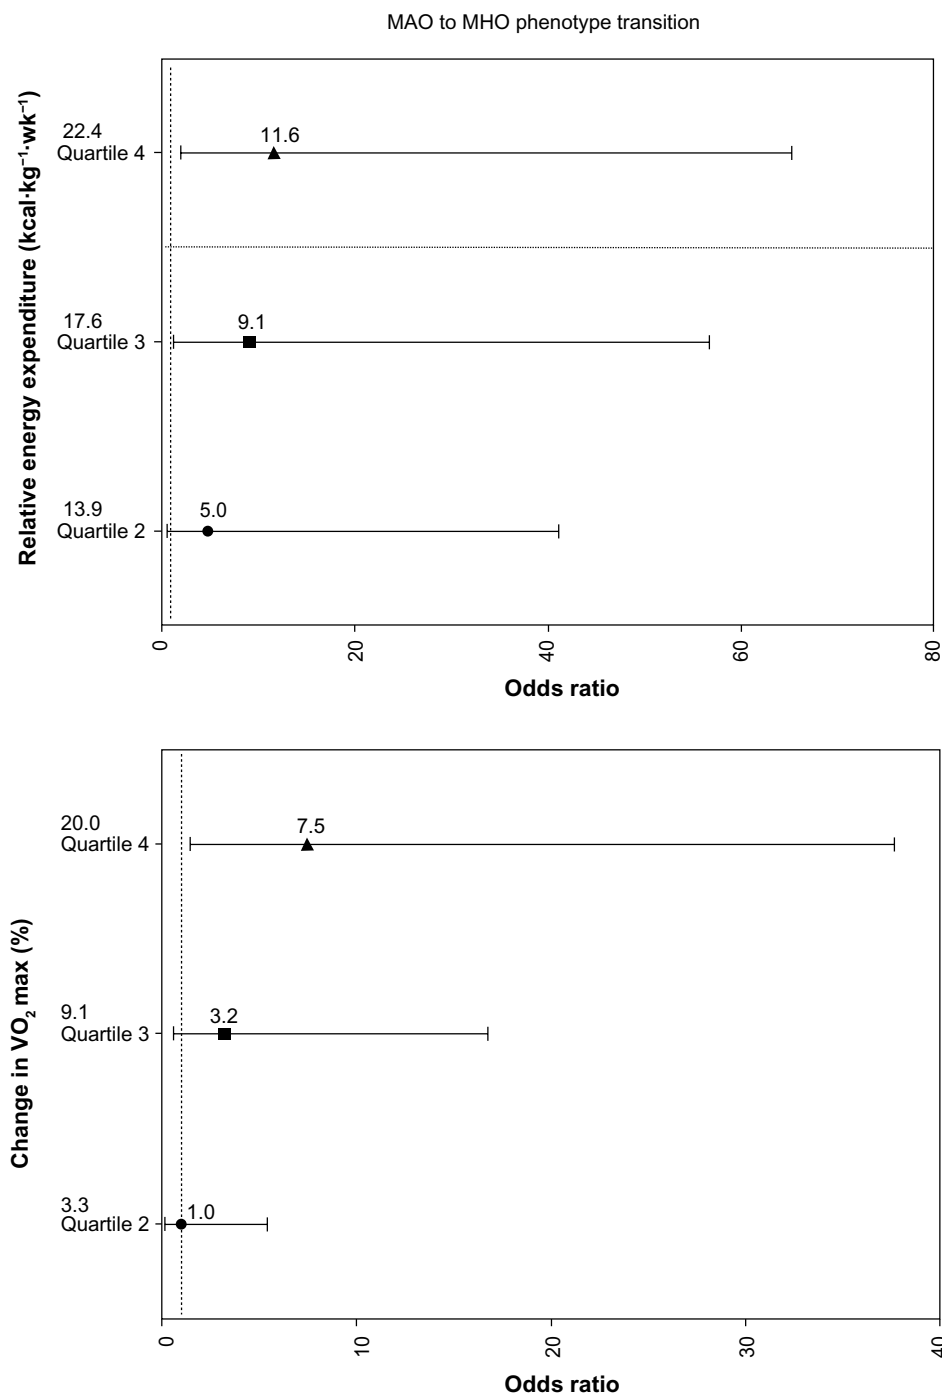 MAO to MHO phenotype transition
Relative energy expenditure (kcal·kg⁻¹·wk⁻¹)
22.4
Quartile 4
11.6
17.6
Quartile 3
9.1
13.9
Quartile 2
5.0
0
20
40
60
80
Odds ratio
Change in VO₂ max (%)
20.0
Quartile 4
7.5
9.1
Quartile 3
3.2
3.3
Quartile 2
1.0
0
10
20
30
40
Odds ratio